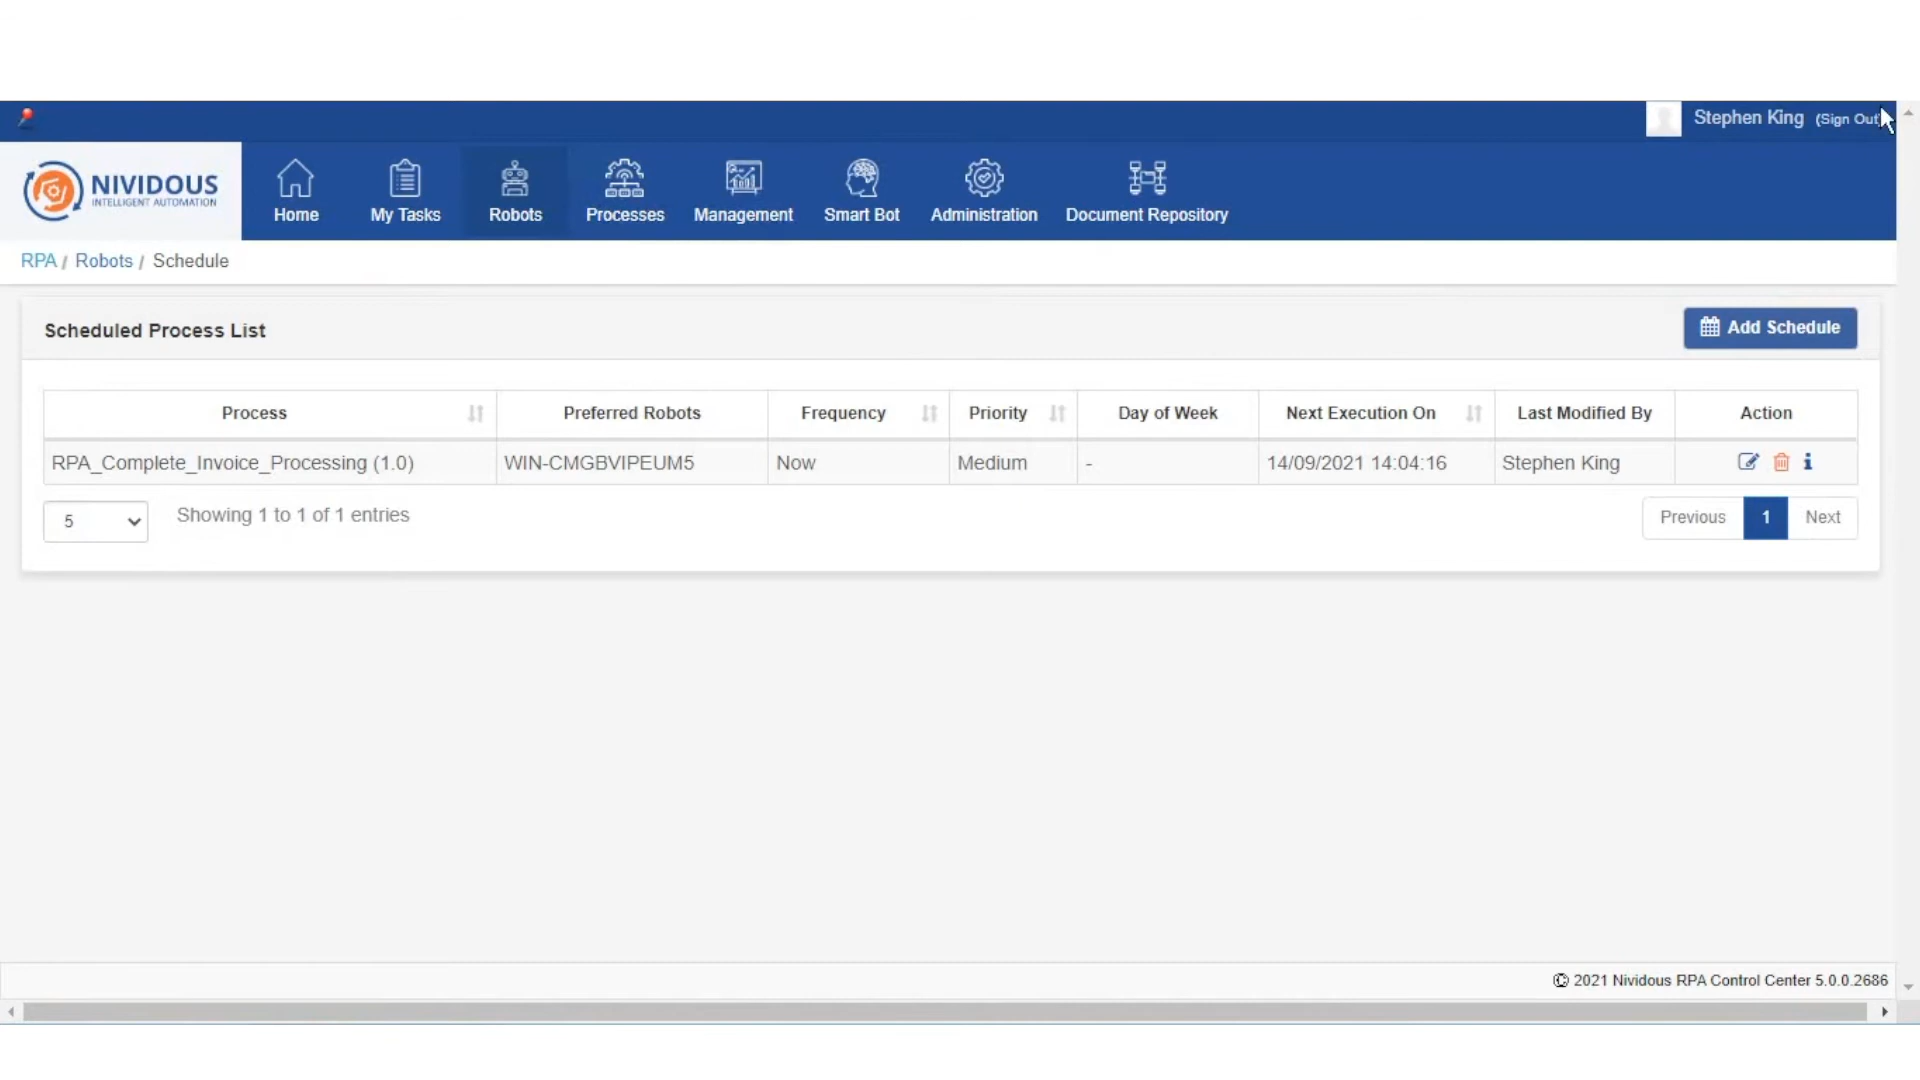 Stephen King (Sign Out)
NIVIDOUS
INTELLIGENT AUTOMATION
Home
My Tasks
Robots
Processes
Management
Smart Bot
Administration
Document Repository
RPA / Robots / Schedule
Scheduled Process List
Add Schedule
Process Preferred Robots Frequency Priority Day of Week Next Execution On Last Modified By Action
RPA_Complete_Invoice_Processing (1.0) WIN-CMGBVIPEUM5 Now Medium - 14/09/2021 14:04:16 Stephen King
5 Showing 1 to 1 of 1 entries Previous 1 Next
© 2021 Nividous RPA Control Center 5.0.0.2686